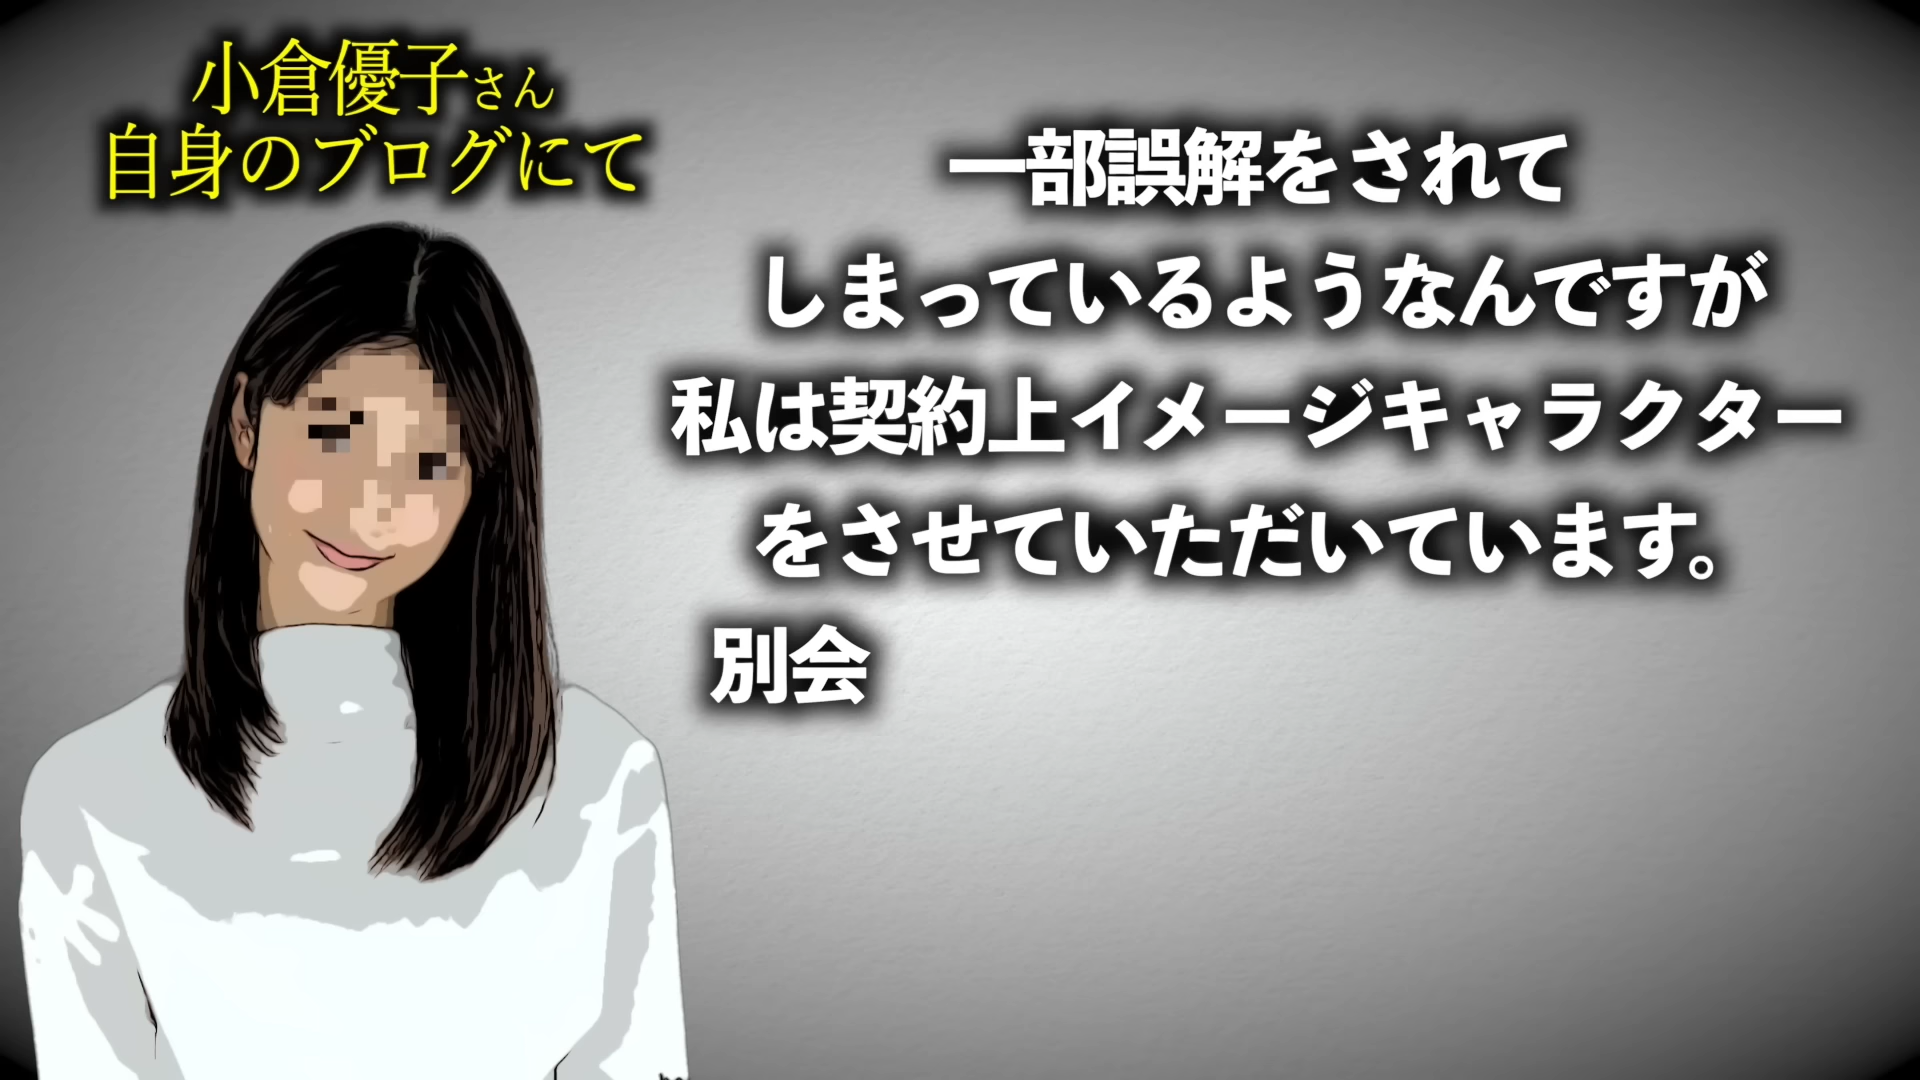 小倉優子さん
自身のブログにて
一部誤解をされて
しまっているようなんですが
私は契約上イメージキャラクター
をさせていただいています。
別会